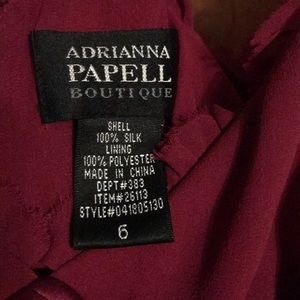 ADRIANNA
PAPELL
BOUTIQUE
SHELL
100% SILK
LINING
100% POLYESTER
MADE IN CHINA
DEPT#383
ITEM#26113
STYLE#041805130
6